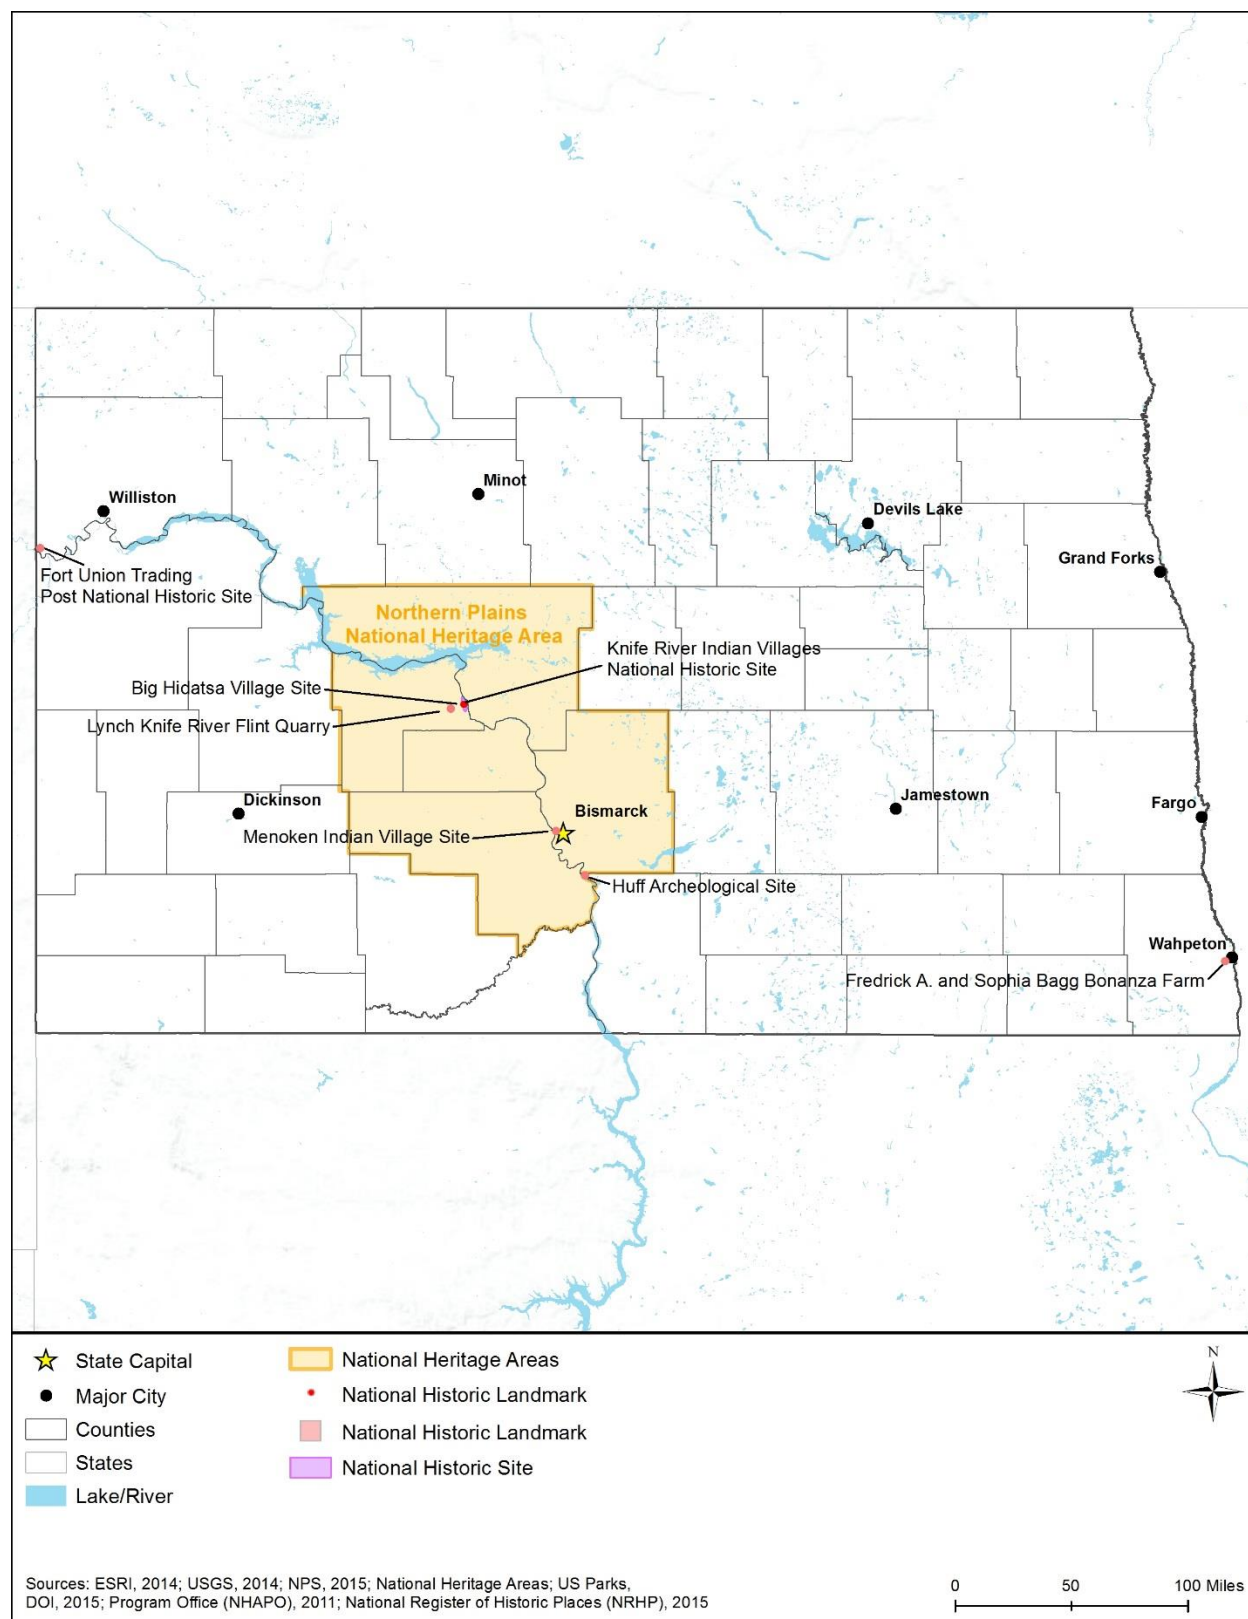 Minot
Williston
Devils Lake
Grand Forks
Fort Union Trading
Post National Historic Site
Northern Plains
National Heritage Area
Knife River Indian Villages
National Historic Site
Big Hidatsa Village Site
Lynch Knife River Flint Quarry
Dickinson
Bismarck
Jamestown
Fargo
Menoken Indian Village Site
Huff Archeological Site
Wahpeton
Fredrick A. and Sophia Bagg Bonanza Farm
State Capital
Major City
Counties
States
Lake/River
National Heritage Areas
National Historic Landmark
National Historic Landmark
National Historic Site
N
Sources: ESRI, 2014; USGS, 2014; NPS, 2015; National Heritage Areas; US Parks,
DOI, 2015; Program Office (NHAPO), 2011; National Register of Historic Places (NRHP), 2015
0 50 100 Miles